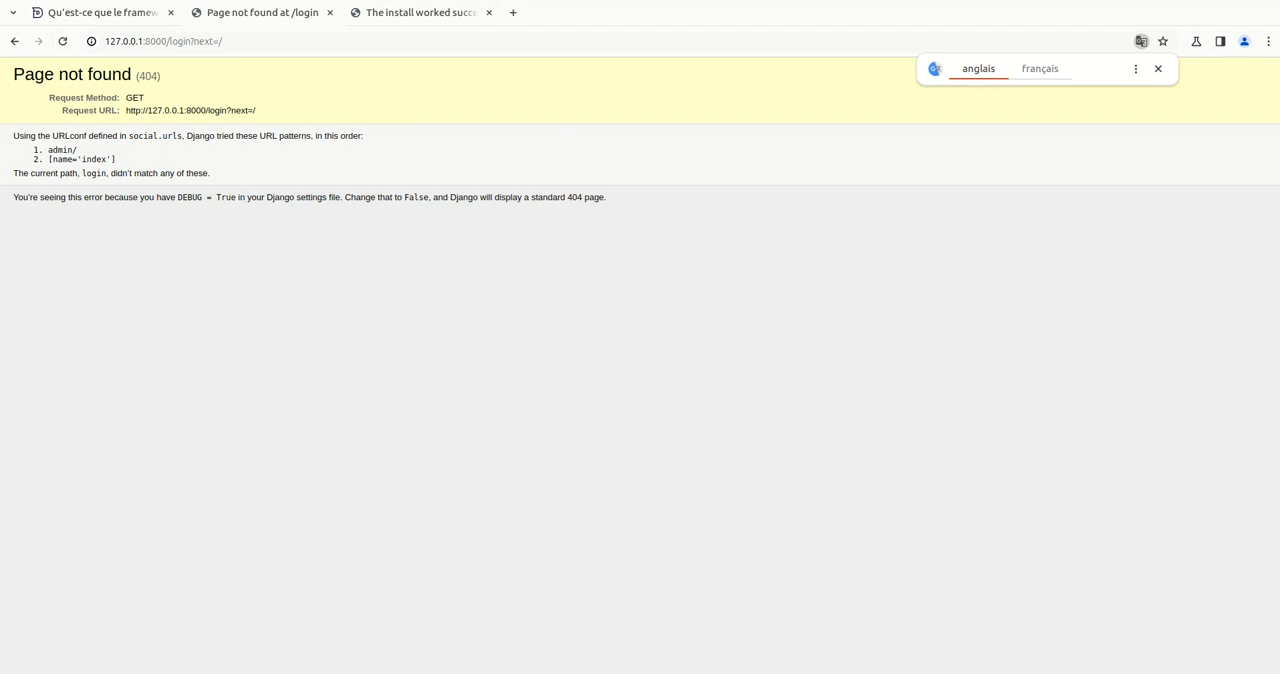 Qu'est-ce que le framew
Page not found at /login
The install worked succe
127.0.0.1:8000/login?next=/
anglais
français
Page not found (404)
Request Method: GET
Request URL: http://127.0.0.1:8000/login?next=/
Using the URLconf defined in social.urls, Django tried these URL patterns, in this order:
1. admin/
2. [name='index']
The current path, login, didn't match any of these.
You're seeing this error because you have DEBUG = True in your Django settings file. Change that to False, and Django will display a standard 404 page.